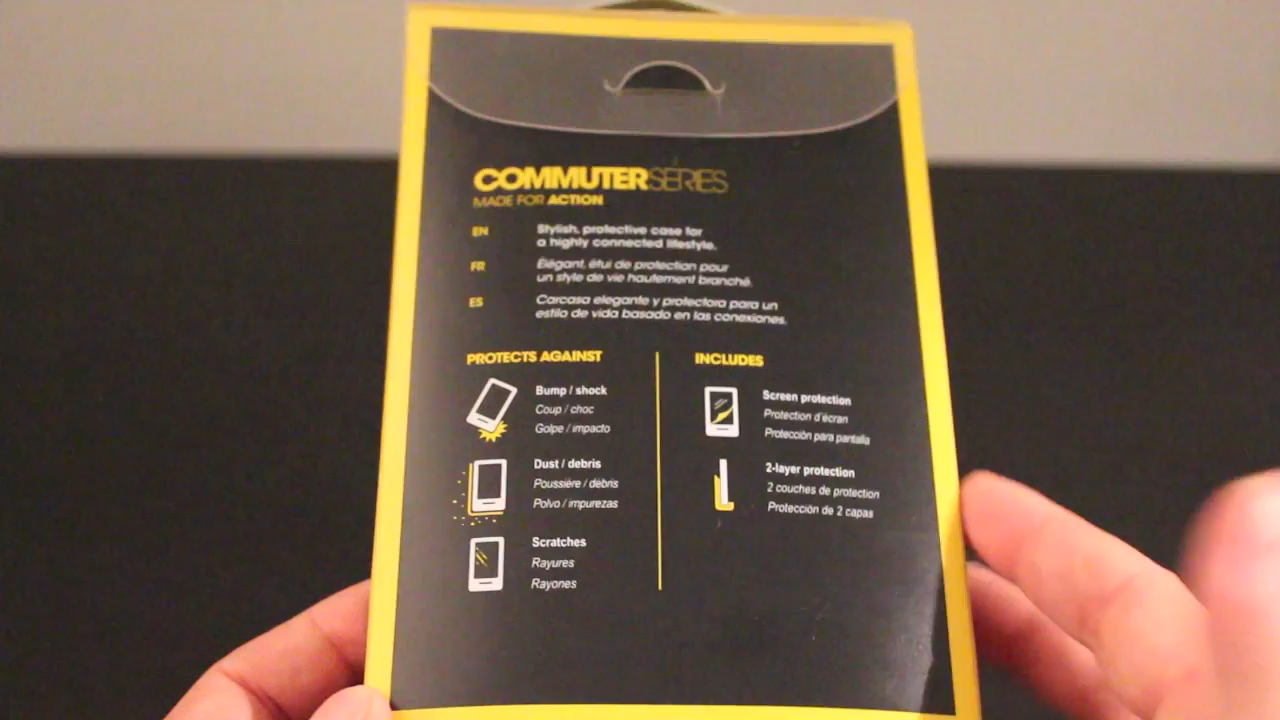 COMMUTERSERIES
MADE FOR ACTION
EN
Stylish, protective case for
a highly connected lifestyle.
FR
Élégant, étui de protection pour
un style de vie hautement branché.
ES
Carcasa elegante y protectora para un
estilo de vida basado en las conexiones.
PROTECTS AGAINST
Bump / shock
Coup / choc
Golpe / impacto
Dust / debris
Poussière / débris
Polvo / impurezas
Scratches
Rayures
Rayones
INCLUDES
Screen protection
Protection d'écran
Protección para pantalla
2-layer protection
2 couches de protection
Protección de 2 capas